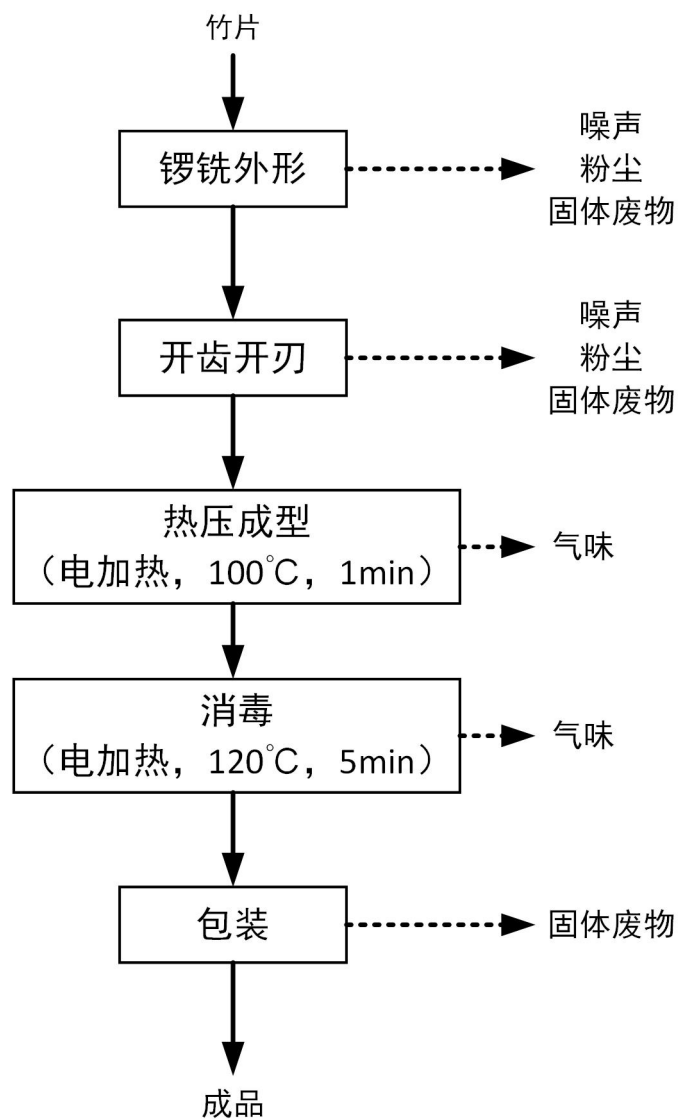 竹片
锣铣外形
噪声
粉尘
固体废物
开齿开刃
噪声
粉尘
固体废物
热压成型
（电加热，100℃，1min）
气味
消毒
（电加热，120℃，5min）
气味
包装
固体废物
成品